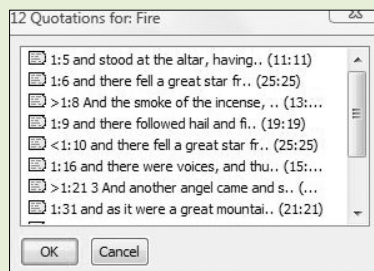 12 Quotations for: Fire
1:5 and stood at the altar, having.. (11:11)
1:6 and there fell a great star fr.. (25:25)
>1:8 And the smoke of the incense, .. (13:...
1:9 and there followed hail and fi.. (19:19)
<1:10 and there fell a great star fr.. (25:25)
1:16 and there were voices, and thu.. (15:...
>1:21 3 And another angel came and s.. (...
1:31 and as it were a great mountai.. (21:21)
OK Cancel